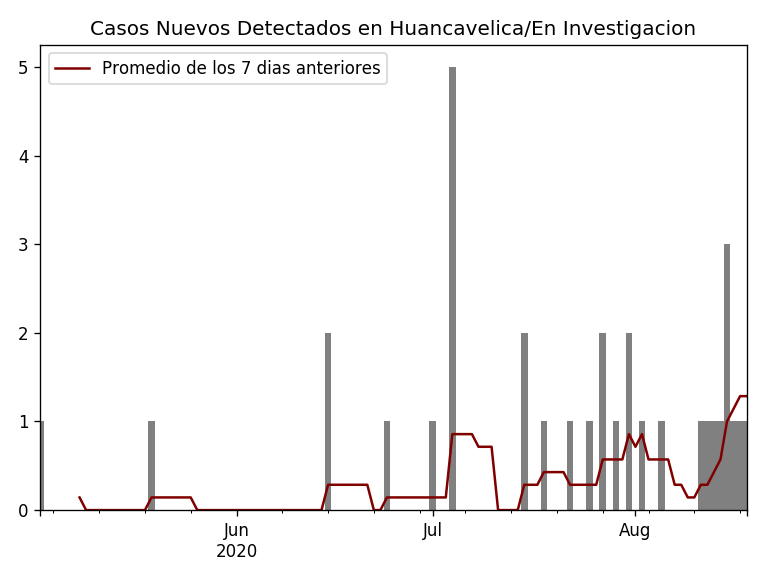 Casos Nuevos Detectados en Huancavelica/En Investigacion
Promedio de los 7 dias anteriores
5
4
3
2
1
0
Jun
2020
Jul
Aug